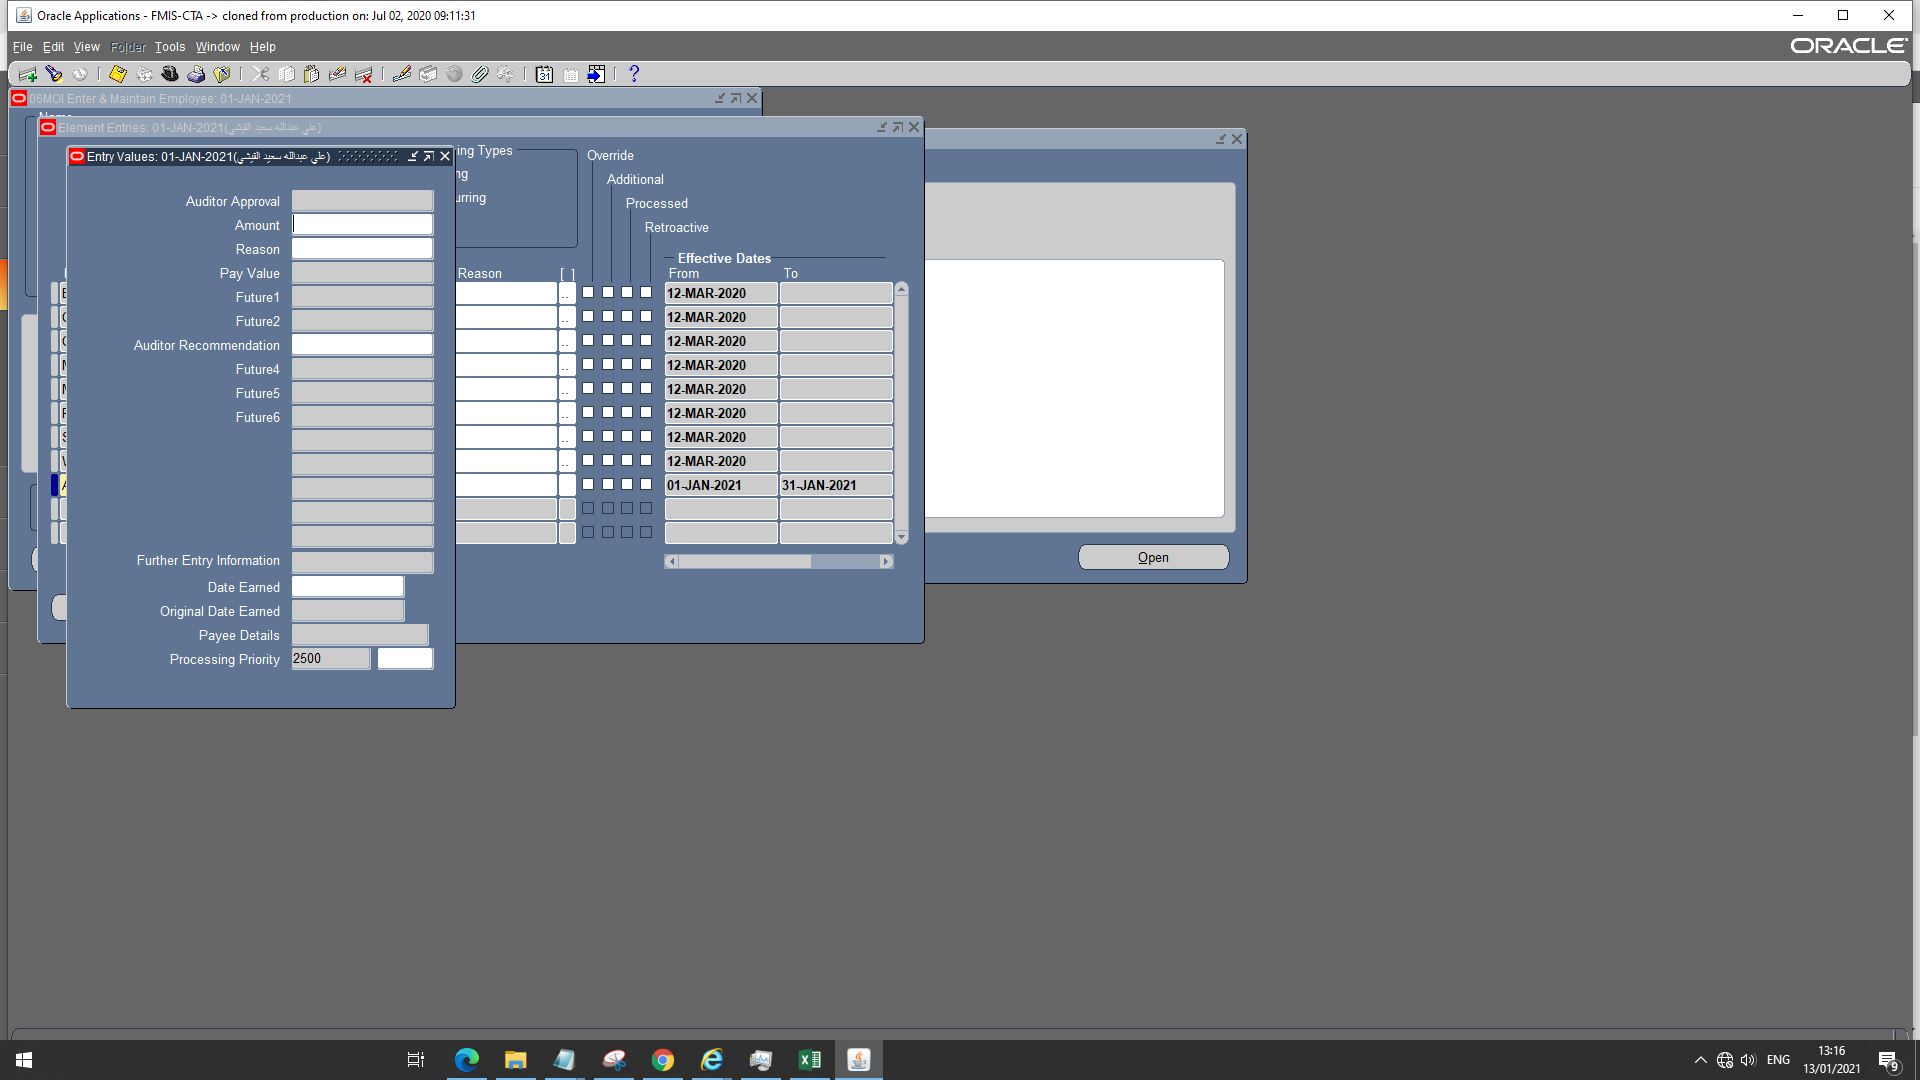 Oracle Applications - FMIS-CTA -> cloned from production on: Jul 02, 2020 09:11:31
File Edit View Folder Tools Window Help
ORACLE
06MOI Enter & Maintain Employee: 01-JAN-2021
Element Entries: 01-JAN-2021(علي عبدالله سعيد القيشي)
Entry Values: 01-JAN-2021(علي عبدالله سعيد القيشي)
Auditor Approval
Amount
Reason
Pay Value
Future1
Future2
Auditor Recommendation
Future4
Future5
Future6
Further Entry Information
Date Earned
Original Date Earned
Payee Details
Processing Priority 2500
ing Types
ng
urring
Override
Additional
Processed
Retroactive
Effective Dates
Reason [ ] From To
12-MAR-2020
12-MAR-2020
12-MAR-2020
12-MAR-2020
12-MAR-2020
12-MAR-2020
12-MAR-2020
12-MAR-2020
01-JAN-2021 31-JAN-2021
Open
ENG
13:16
13/01/2021
9